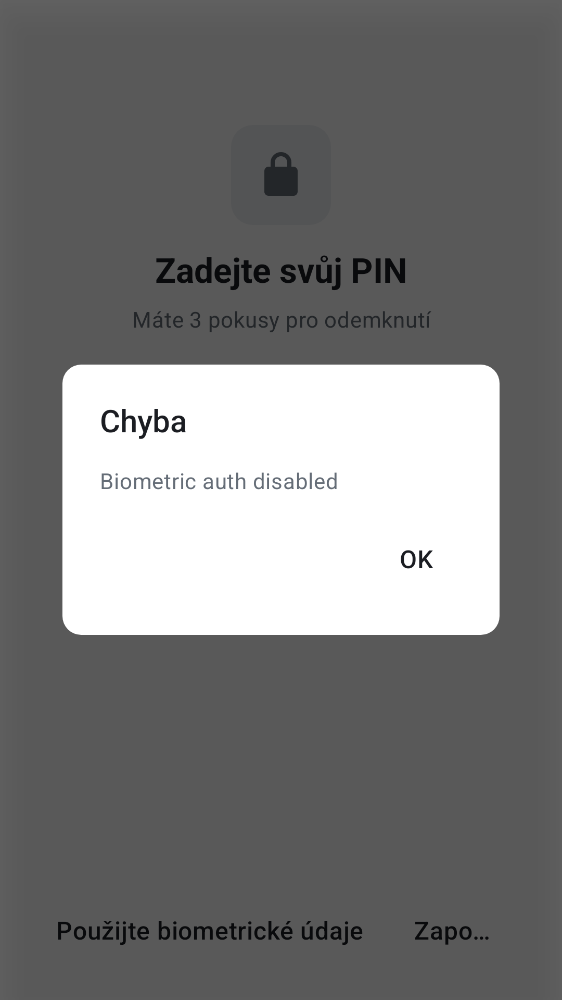 Zadejte svůj PIN
Máte 3 pokusy pro odemknutí
Chyba
Biometric auth disabled
OK
Použijte biometrické údaje Zapo…